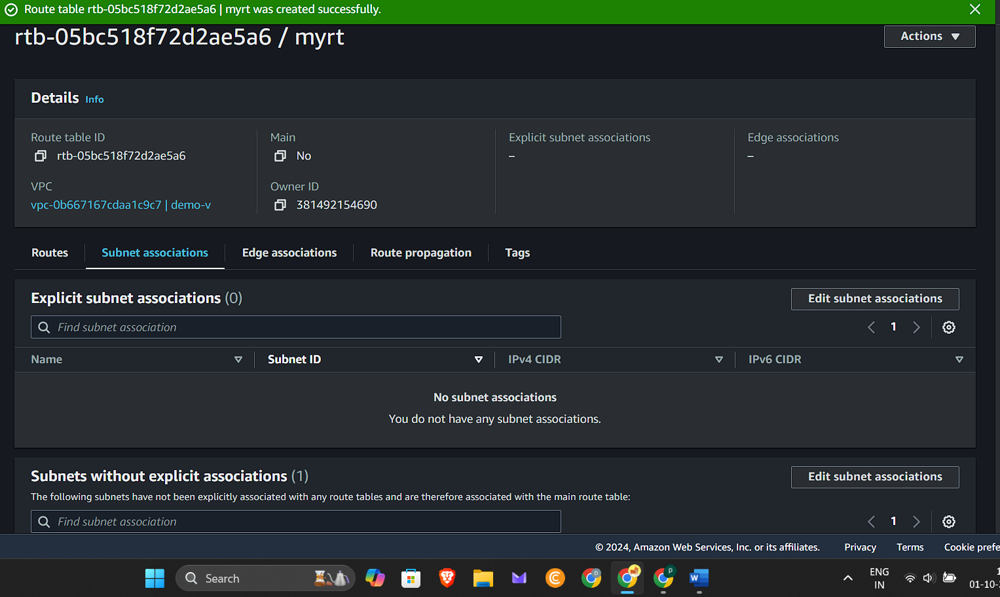 Route table rtb-05bc518f72d2ae5a6 | myrt was created successfully.
rtb-05bc518f72d2ae5a6 / myrt
Actions
Details Info
Route table ID
rtb-05bc518f72d2ae5a6
Main
No
Explicit subnet associations
–
Edge associations
–
VPC
vpc-0b667167cdaa1c9c7 | demo-v
Owner ID
381492154690
Routes
Subnet associations
Edge associations
Route propagation
Tags
Explicit subnet associations (0)
Edit subnet associations
Find subnet association
1
Name
Subnet ID
IPv4 CIDR
IPv6 CIDR
No subnet associations
You do not have any subnet associations.
Subnets without explicit associations (1)
Edit subnet associations
The following subnets have not been explicitly associated with any route tables and are therefore associated with the main route table:
Find subnet association
1
© 2024, Amazon Web Services, Inc. or its affiliates.
Privacy
Terms
Cookie prefe
Search
D
P
W
ENG
IN
1
01-10-